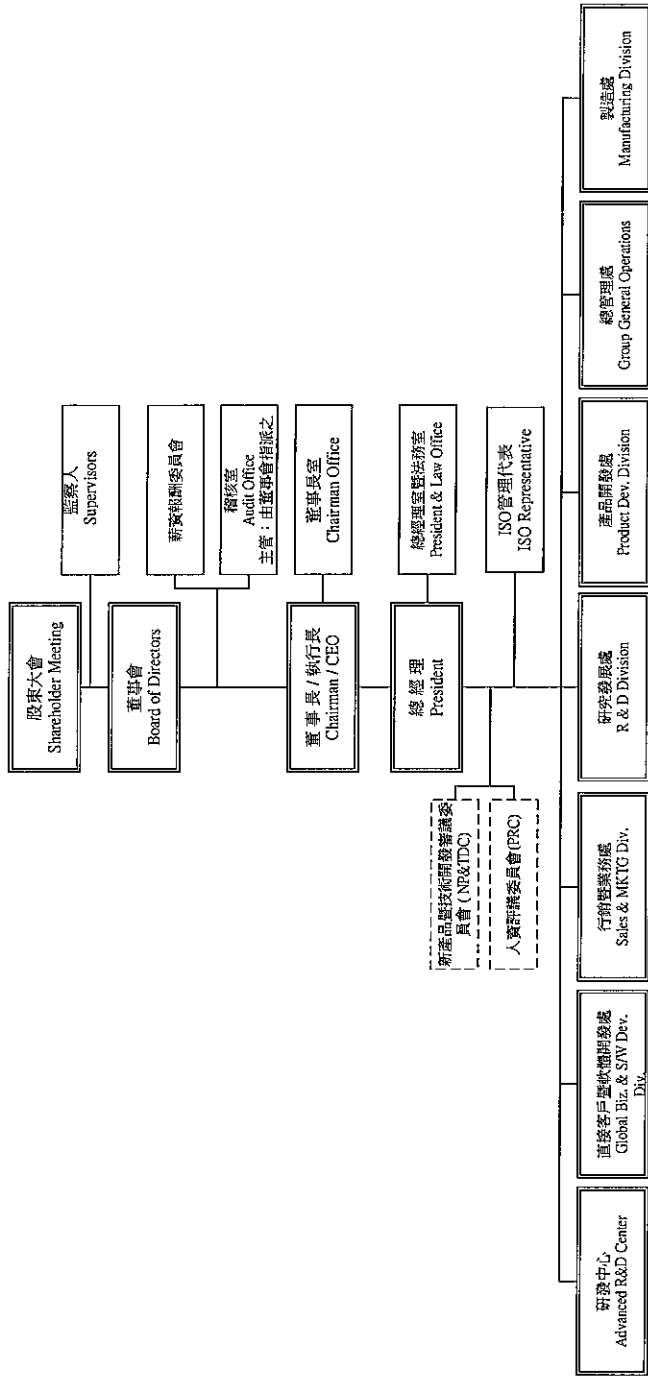 股東大會
Shareholder Meeting
監察人
Supervisors
董事會
Board of Directors
薪資報酬委員會
稽核室
Audit Office
主管：由董事會指派之
董事長/執行長
Chairman / CEO
董事長室
Chairman Office
總經理
President
總經理室暨法務室
President & Law Office
新產品暨技術開發審議委
員會 ( NP&TDC)
人資評議委員會(PRC)
ISO管理代表
ISO Representative
研發中心
Advanced R&D Center
直接客戶暨軟體開發處
Global Biz. & S/W Dev.
Div.
行銷暨業務處
Sales & MKTG Div.
研究發展處
R & D Division
產品開發處
Product Dev. Division
總管理處
Group General Operations
製造處
Manufacturing Division